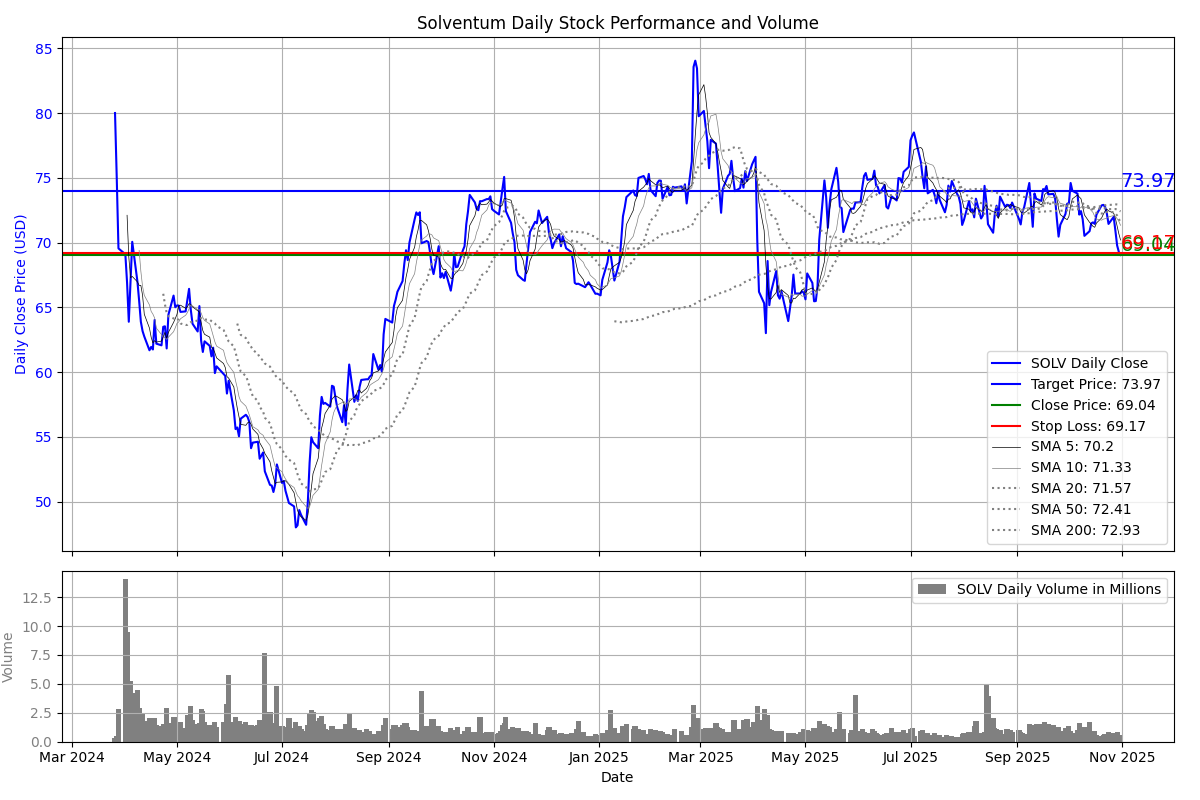 Solventum Daily Stock Performance and Volume
Daily Close Price (USD)
85
80
75
70
65
60
55
50
73.97
69.17
69.04
SOLV Daily Close
Target Price: 73.97
Close Price: 69.04
Stop Loss: 69.17
SMA 5: 70.2
SMA 10: 71.33
SMA 20: 71.57
SMA 50: 72.41
SMA 200: 72.93
Volume
12.5
10.0
7.5
5.0
2.5
0.0
SOLV Daily Volume in Millions
Mar 2024 May 2024 Jul 2024 Sep 2024 Nov 2024 Jan 2025 Mar 2025 May 2025 Jul 2025 Sep 2025 Nov 2025
Date